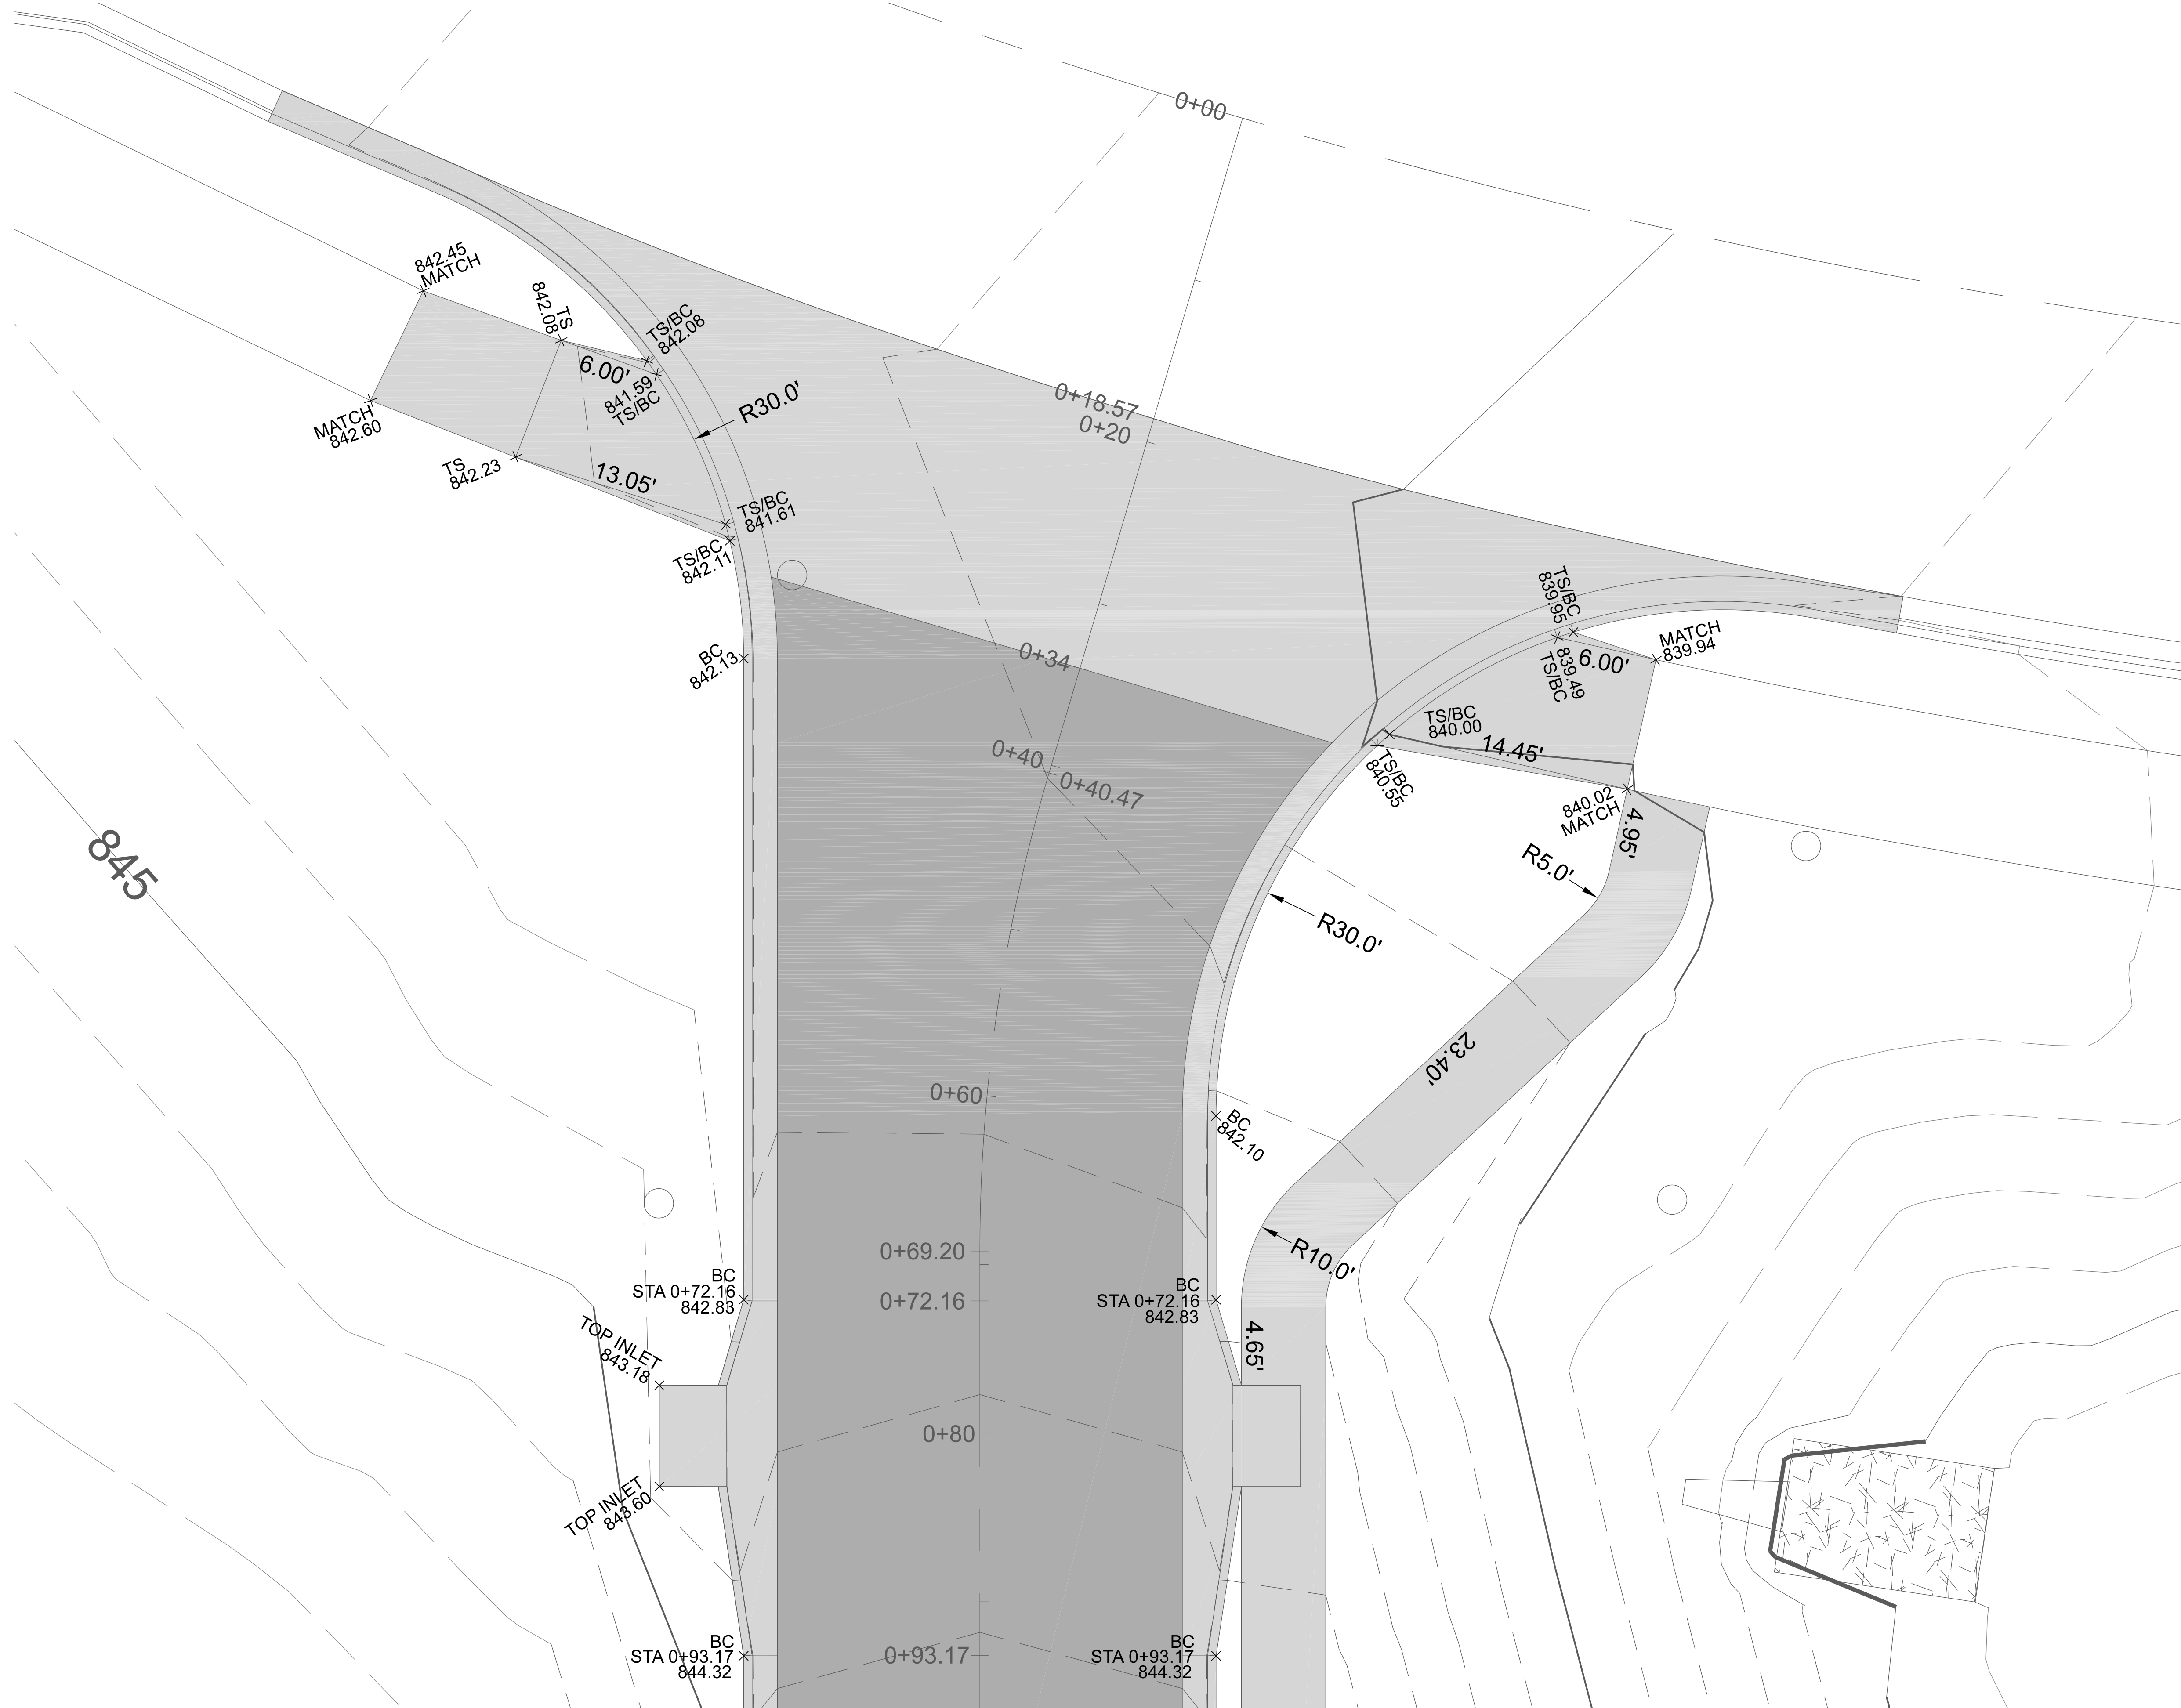 0+00
842.45
MATCH
TS
842.08
TS/BC
842.08
6.00'
841.59
TS/BC
R30.0'
0+18.57
0+20
MATCH
842.60
TS
842.23
13.05'
TS/BC
841.61
TS/BC
842.11
TS/BC
839.95
MATCH
839.94
6.00'
839.49
TS/BC
BC
842.13
0+34
TS/BC
840.00
14.45'
TS/BC
840.55
0+40
0+40.47
840.02
MATCH
4.95'
845
R5.0'
R30.0'
23.40'
0+60
BC
842.10
0+69.20
R10.0'
BC
STA 0+72.16
842.83
0+72.16
BC
STA 0+72.16
842.83
TOP INLET
843.18
4.65'
0+80
TOP INLET
843.60
BC
STA 0+93.17
844.32
0+93.17
BC
STA 0+93.17
844.32